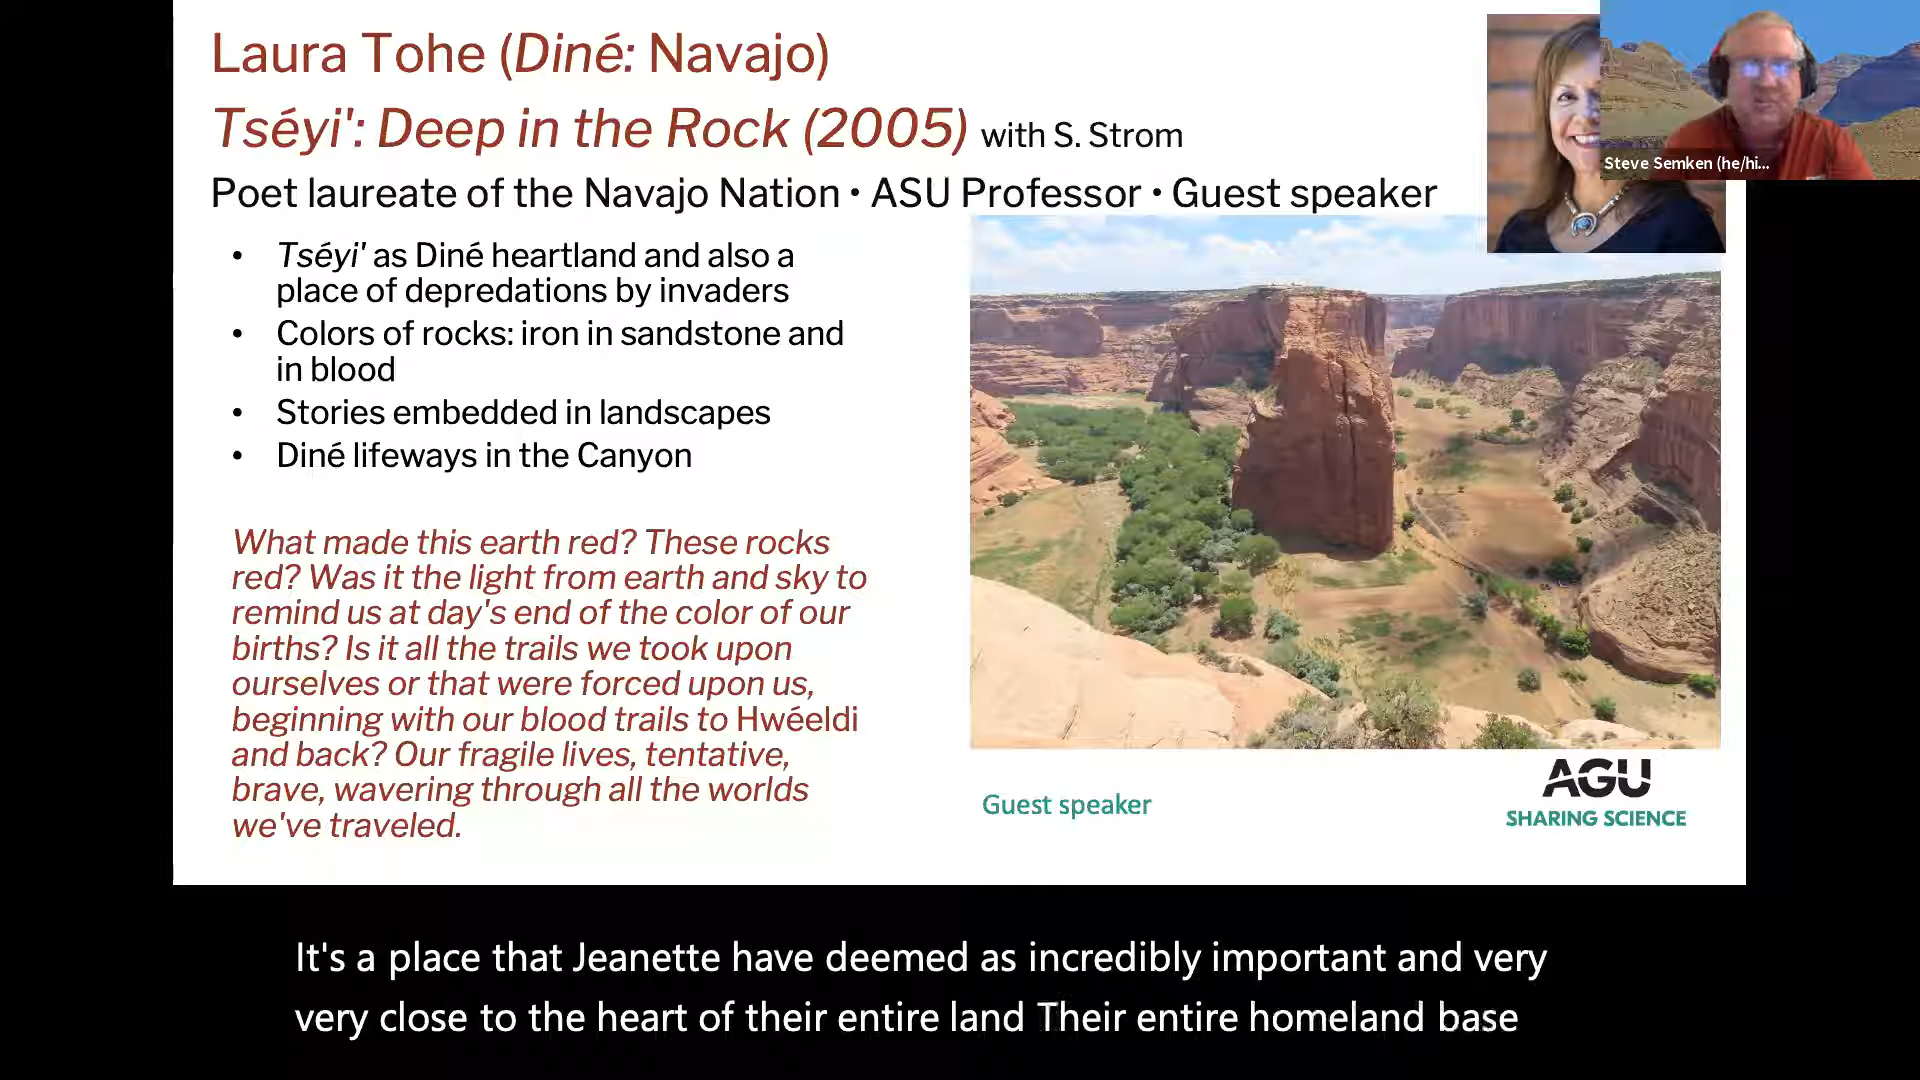 Laura Tohe (Diné: Navajo)
Tséyi': Deep in the Rock (2005) with S. Strom
Poet laureate of the Navajo Nation • ASU Professor • Guest speaker
• Tséyi' as Diné heartland and also a
place of depredations by invaders
• Colors of rocks: iron in sandstone and
in blood
• Stories embedded in landscapes
• Diné lifeways in the Canyon
What made this earth red? These rocks
red? Was it the light from earth and sky to
remind us at day's end of the color of our
births? Is it all the trails we took upon
ourselves or that were forced upon us,
beginning with our blood trails to Hwéeldi
and back? Our fragile lives, tentative,
brave, wavering through all the worlds
we've traveled.
Steve Semken (he/hi...
Guest speaker
AGU
SHARING SCIENCE
It's a place that Jeanette have deemed as incredibly important and very
very close to the heart of their entire land Their entire homeland base